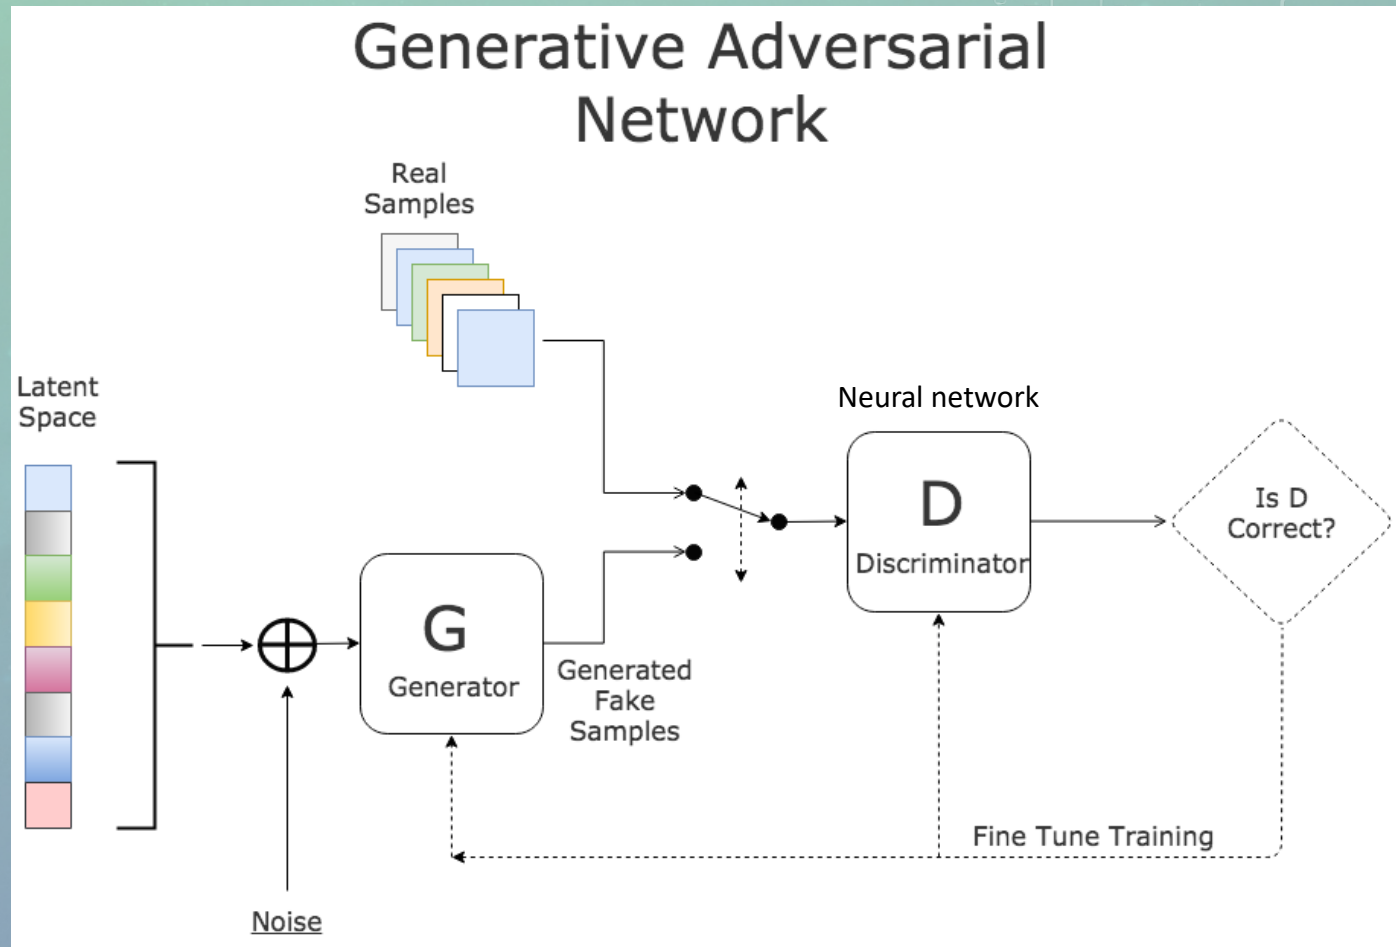 Generative Adversarial
Network
Real
Samples
Latent
Space
Neural network
D
Discriminator
Is D
Correct?
G
Generator
Generated
Fake
Samples
Fine Tune Training
Noise